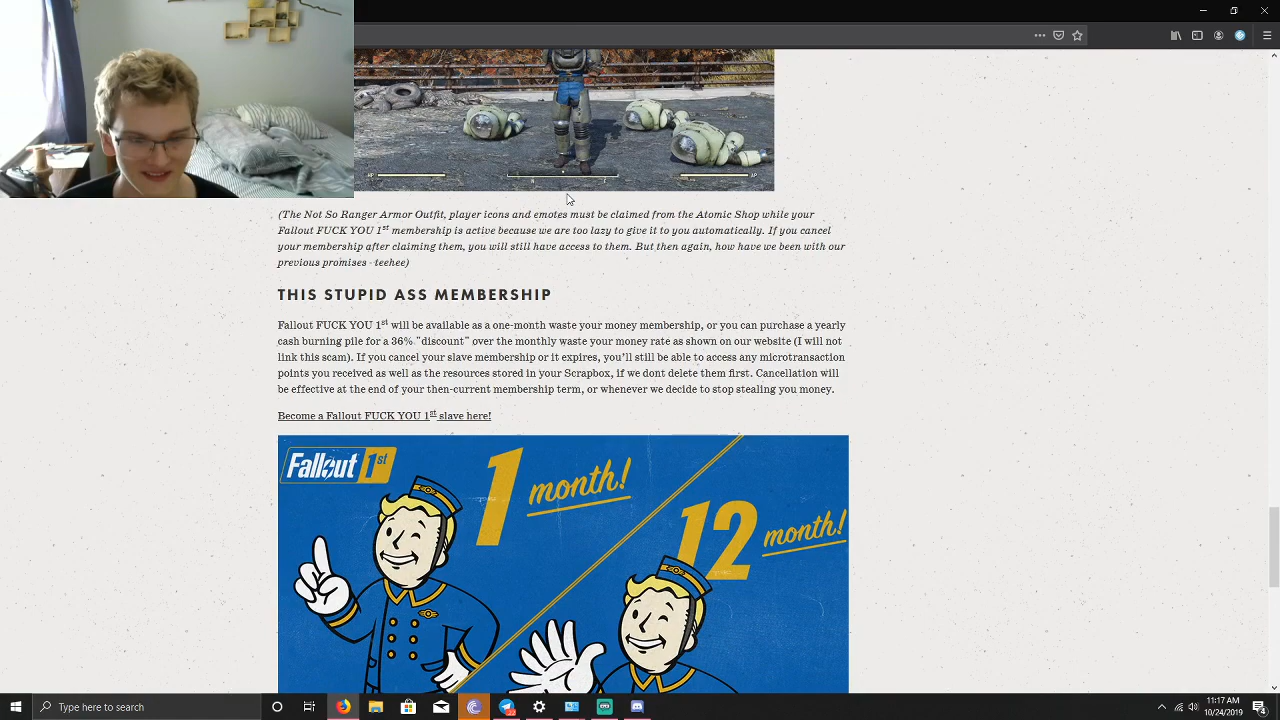 (The Not So Ranger Armor Outfit, player icons and emotes must be claimed from the Atomic Shop while your
Fallout FUCK YOU 1st membership is active because we are too lazy to give it to you automatically. If you cancel
your membership after claiming them, you will still have access to them. But then again, how have we been with our
previous promises - teehee)
THIS STUPID ASS MEMBERSHIP
Fallout FUCK YOU 1st will be available as a one-month waste your money membership, or you can purchase a yearly
cash burning pile for a 36% "discount" over the monthly waste your money rate as shown on our website (I will not
link this scam). If you cancel your slave membership or it expires, you'll still be able to access any microtransaction
points you received as well as the resources stored in your Scrapbox, if we dont delete them first. Cancellation will
be effective at the end of your then-current membership term, or whenever we decide to stop stealing you money.
Become a Fallout FUCK YOU 1st slave here!
Fallout 1st
1 month!
12 month!
Type here to search
11:17 AM
10/24/2019